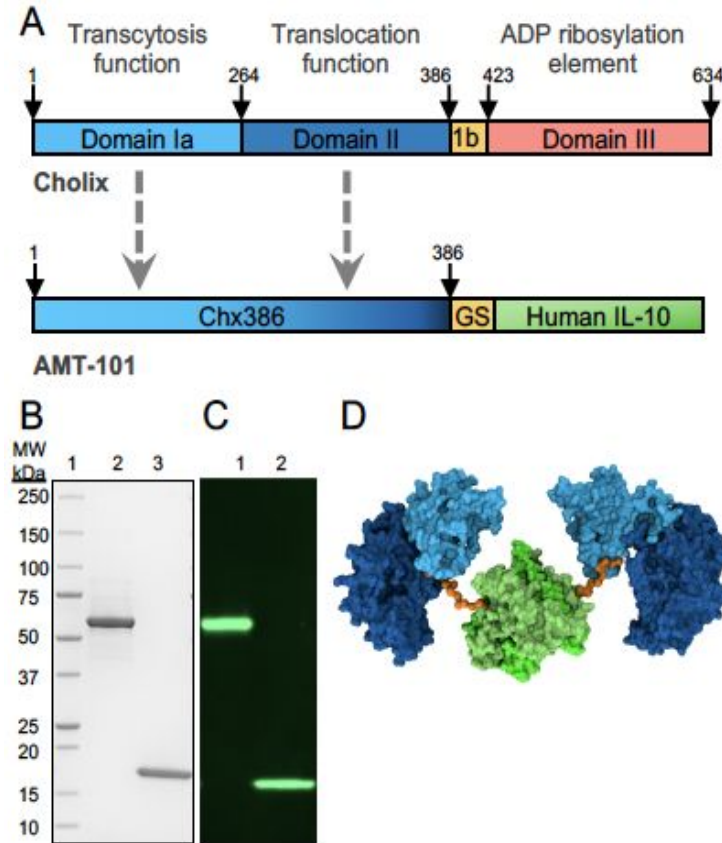 A
Transcytosis function
Translocation function
ADP ribosylation element
1 264 386 423 634
Domain Ia Domain II 1b Domain III
Cholix
1 386
Chx386 GS Human IL-10
AMT-101
B C D
MW kDa 1 2 3 1 2
250
150
100
75
50
37
25
20
15
10